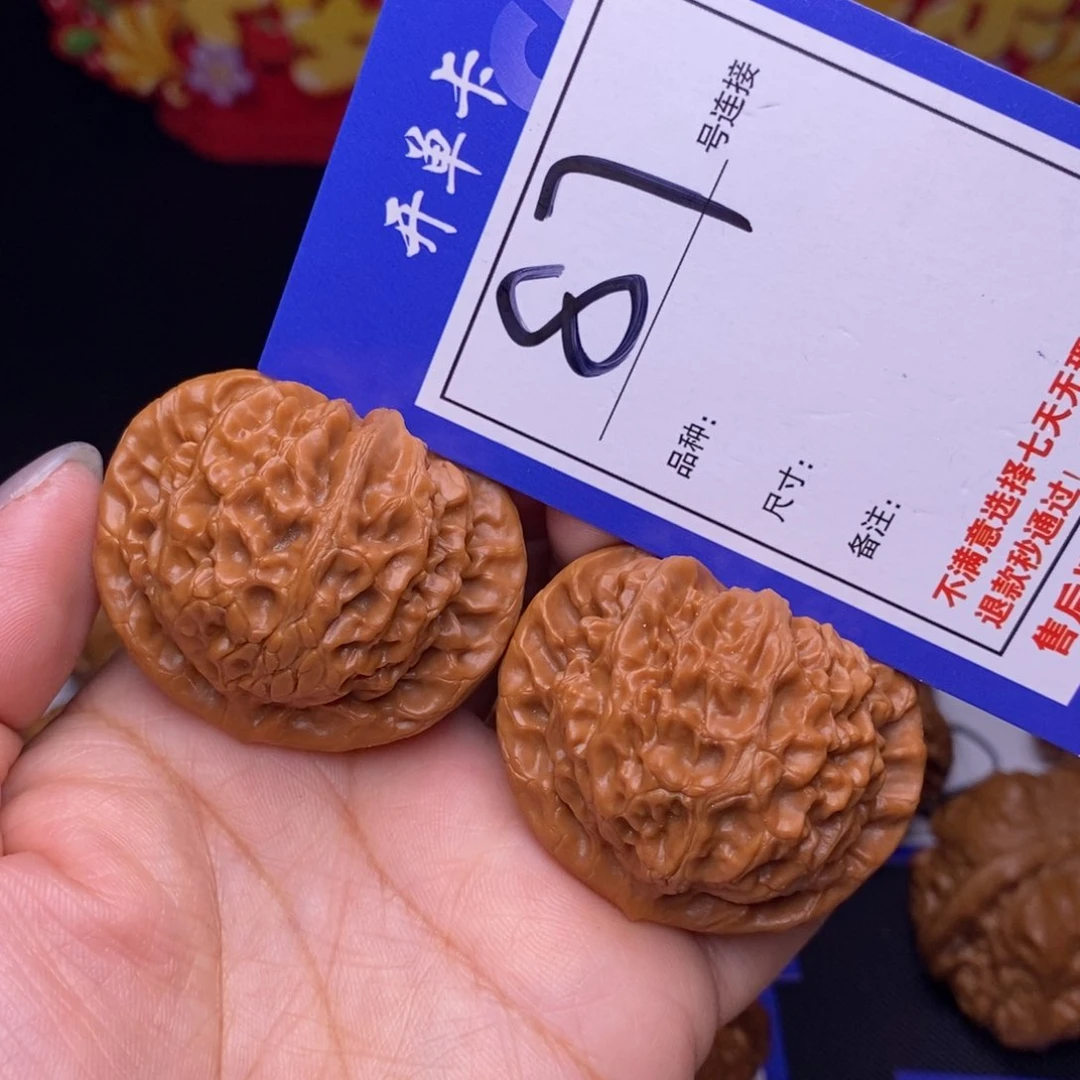 开单卡
87 号连接
品种：
尺寸：
备注：
不满意选择七天无理
退款秒通过
售后